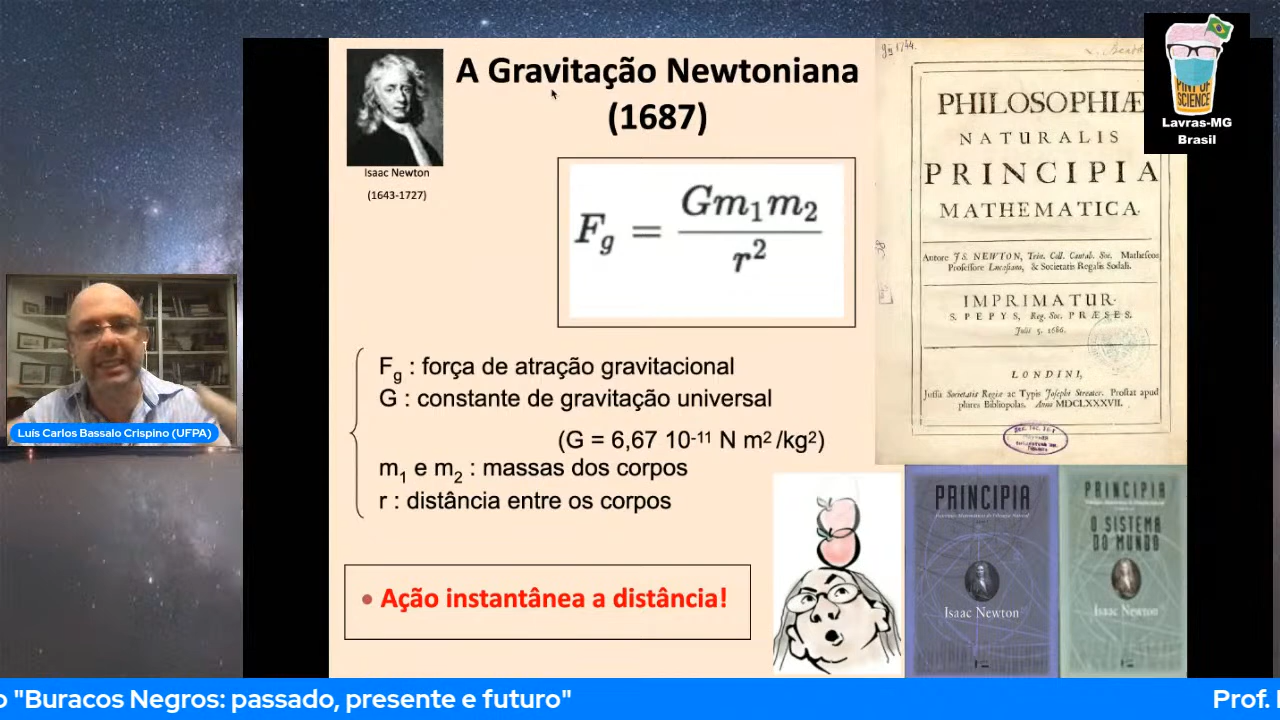 A Gravitação Newtoniana
(1687)
Isaac Newton
(1643-1727)
F_g = Gm₁m₂ / r²
F_g : força de atração gravitacional
G : constante de gravitação universal
(G = 6,67 10⁻¹¹ N m² /kg²)
m₁ e m₂ : massas dos corpos
r : distância entre os corpos
• Ação instantânea a distância!
PHILOSOPHIÆ
NATURALIS
PRINCIPIA
MATHEMATICA.
Autore JS. NEWTON, Trin. Coll. Cantab. Soc. Matheseos
Professore Lucasiano, & Societatis Regalis Sodali.
IMPRIMATUR·
S. PEPYS, Reg. Soc. PRÆSES.
Julii 5. 1686.
LONDINI,
Jussu Societatis Regiæ ac Typis Josephi Streater. Prostat apud
plures Bibliopolas. Anno MDCLXXXVII.
PRINCIPIA
Isaac Newton
PRINCIPIA
O SISTEMA
DO MUNDO
Isaac Newton
PINT OF
SCIENCE
Lavras-MG
Brasil
Luís Carlos Bassalo Crispino (UFPA)
o "Buracos Negros: passado, presente e futuro"
Prof.